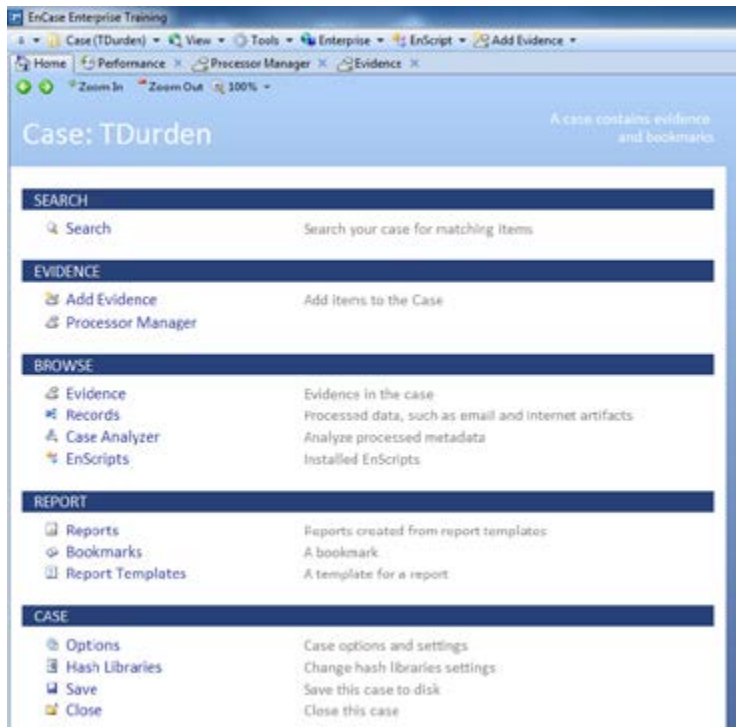 EnCase Enterprise Training
Case (TDurden) View Tools Enterprise EnScript Add Evidence
Home Performance Processor Manager Evidence
Zoom In Zoom Out 100%
Case: TDurden
A case contains evidence
and bookmarks
SEARCH
Search Search your case for matching items
EVIDENCE
Add Evidence Add items to the Case
Processor Manager
BROWSE
Evidence Evidence in the case
Records Processed data, such as email and internet artifacts
Case Analyzer Analyze processed metadata
EnScripts Installed EnScripts
REPORT
Reports Reports created from report templates
Bookmarks A bookmark
Report Templates A template for a report
CASE
Options Case options and settings
Hash Libraries Change hash libraries settings
Save Save this case to disk
Close Close this case